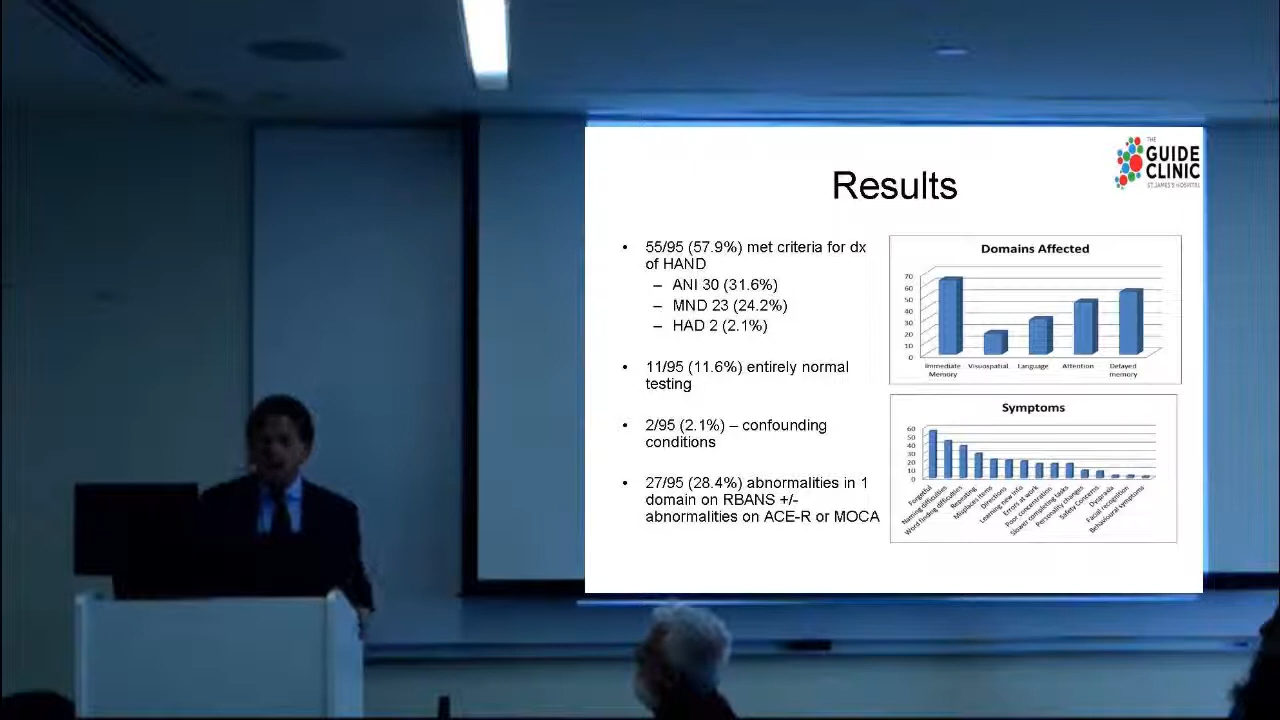 THE
GUIDE
CLINIC
ST. JAMES'S HOSPITAL
Results
• 55/95 (57.9%) met criteria for dx
of HAND
– ANI 30 (31.6%)
– MND 23 (24.2%)
– HAD 2 (2.1%)
• 11/95 (11.6%) entirely normal
testing
• 2/95 (2.1%) – confounding
conditions
• 27/95 (28.4%) abnormalities in 1
domain on RBANS +/-
abnormalities on ACE-R or MOCA
Domains Affected
70
60
50
40
30
20
10
0
Immediate
Memory
Visuospatial
Language
Attention
Delayed
memory
Symptoms
60
50
40
30
20
10
0
Forgetful
Naming difficulties
Word finding difficulties
Repeating
Misplaces items
Directions
Learning new info
Errors at work
Poor concentration
Slower completing tasks
Personality changes
Safety Concerns
Dyspraxia
Facial recognition
Behavioural symptoms